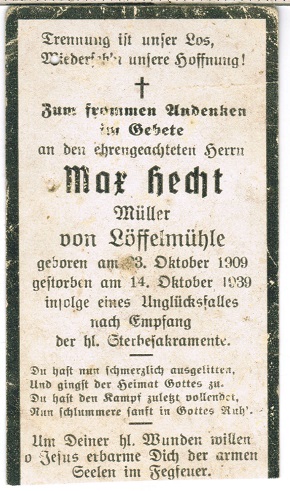 Trennung ist unser Los,
Wiedersehn unsere Hoffnung!
Zum frommen Andenken
im Gebete
an den ehrengeachteten Herrn
Max Hecht
Müller
von Löffelmühle
geboren am 23. Oktober 1909
gestorben am 14. Oktober 1939
infolge eines Unglücksfalles
nach Empfang
der hl. Sterbesakramente.
Du hast nun schmerzlich ausgelitten,
Und gingst der Heimat Gottes zu.
Du hast den Kampf zuletzt vollendet,
Nun schlummere sanft in Gottes Ruh'.
Um Deiner hl. Wunden willen
o Jesus erbarme Dich der armen
Seelen im Fegfeuer.